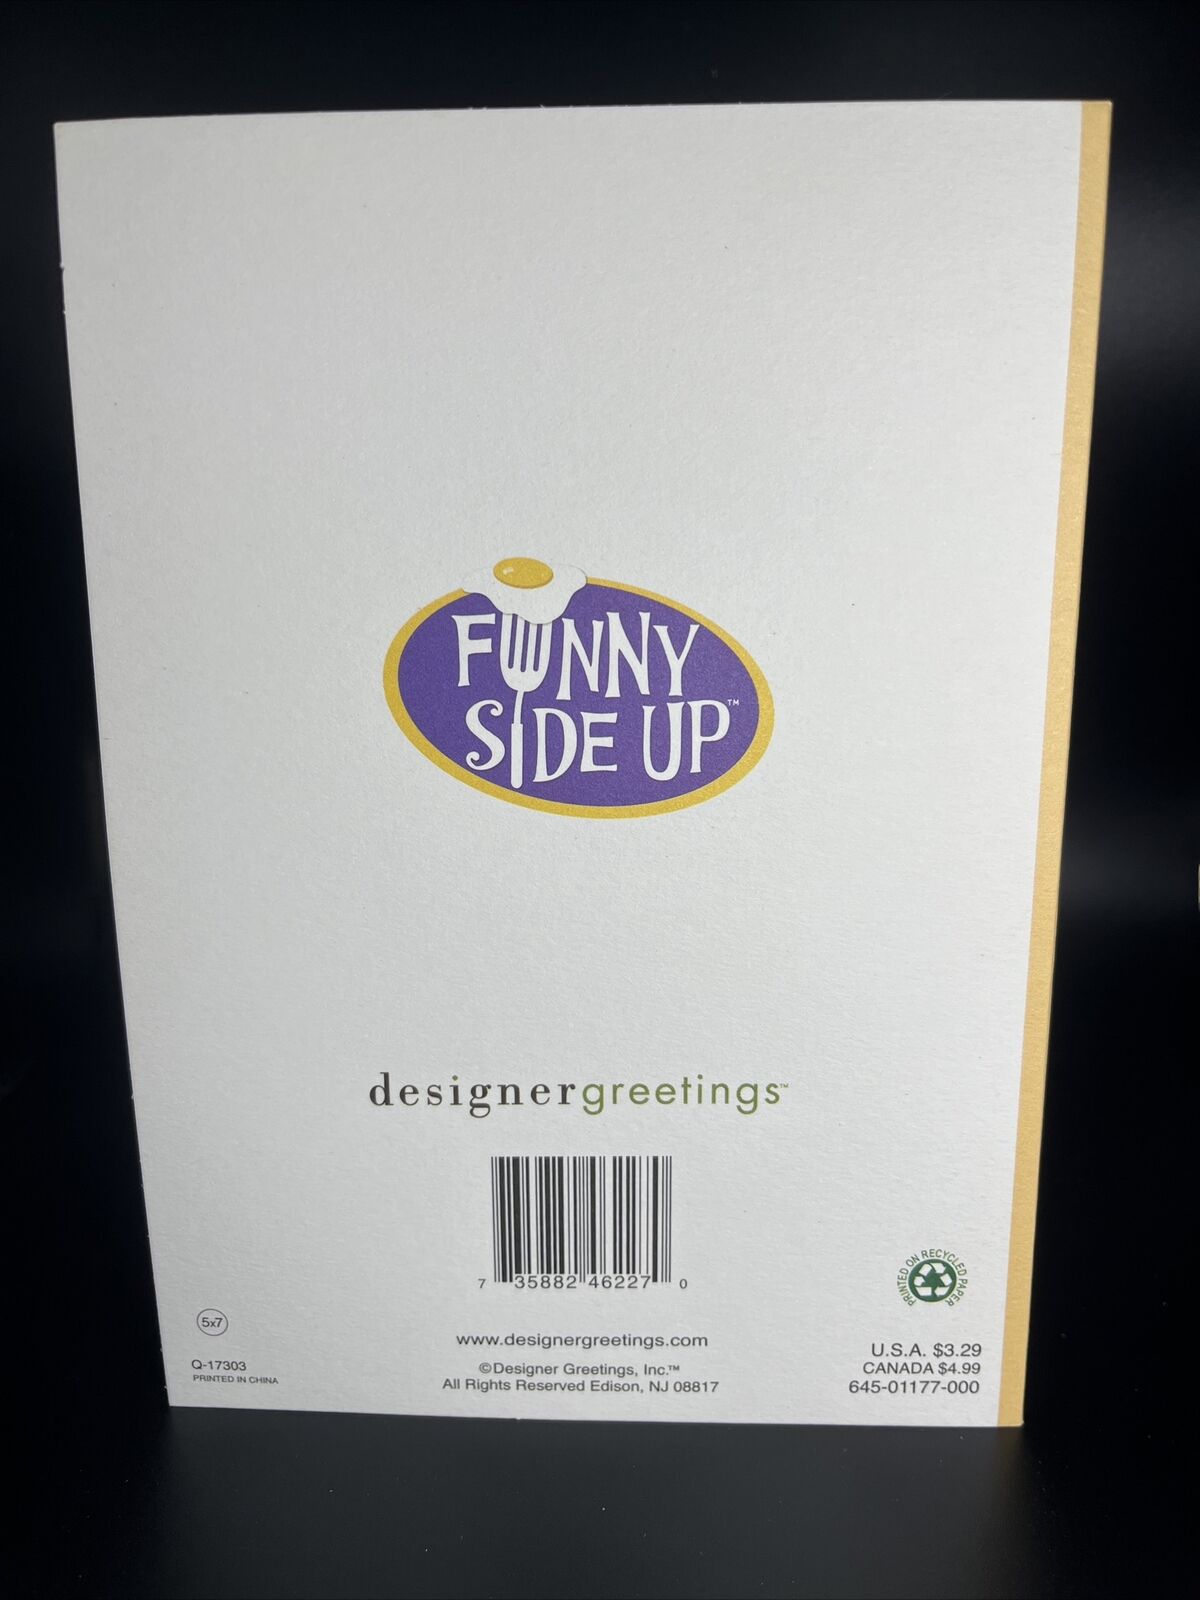 FUNNY
SIDE UP™
designergreetings™
7 35882 46227 0
PRINTED ON RECYCLED PAPER
5x7
www.designergreetings.com
Q-17303
PRINTED IN CHINA
©Designer Greetings, Inc.™
All Rights Reserved Edison, NJ 08817
U.S.A. $3.29
CANADA $4.99
645-01177-000